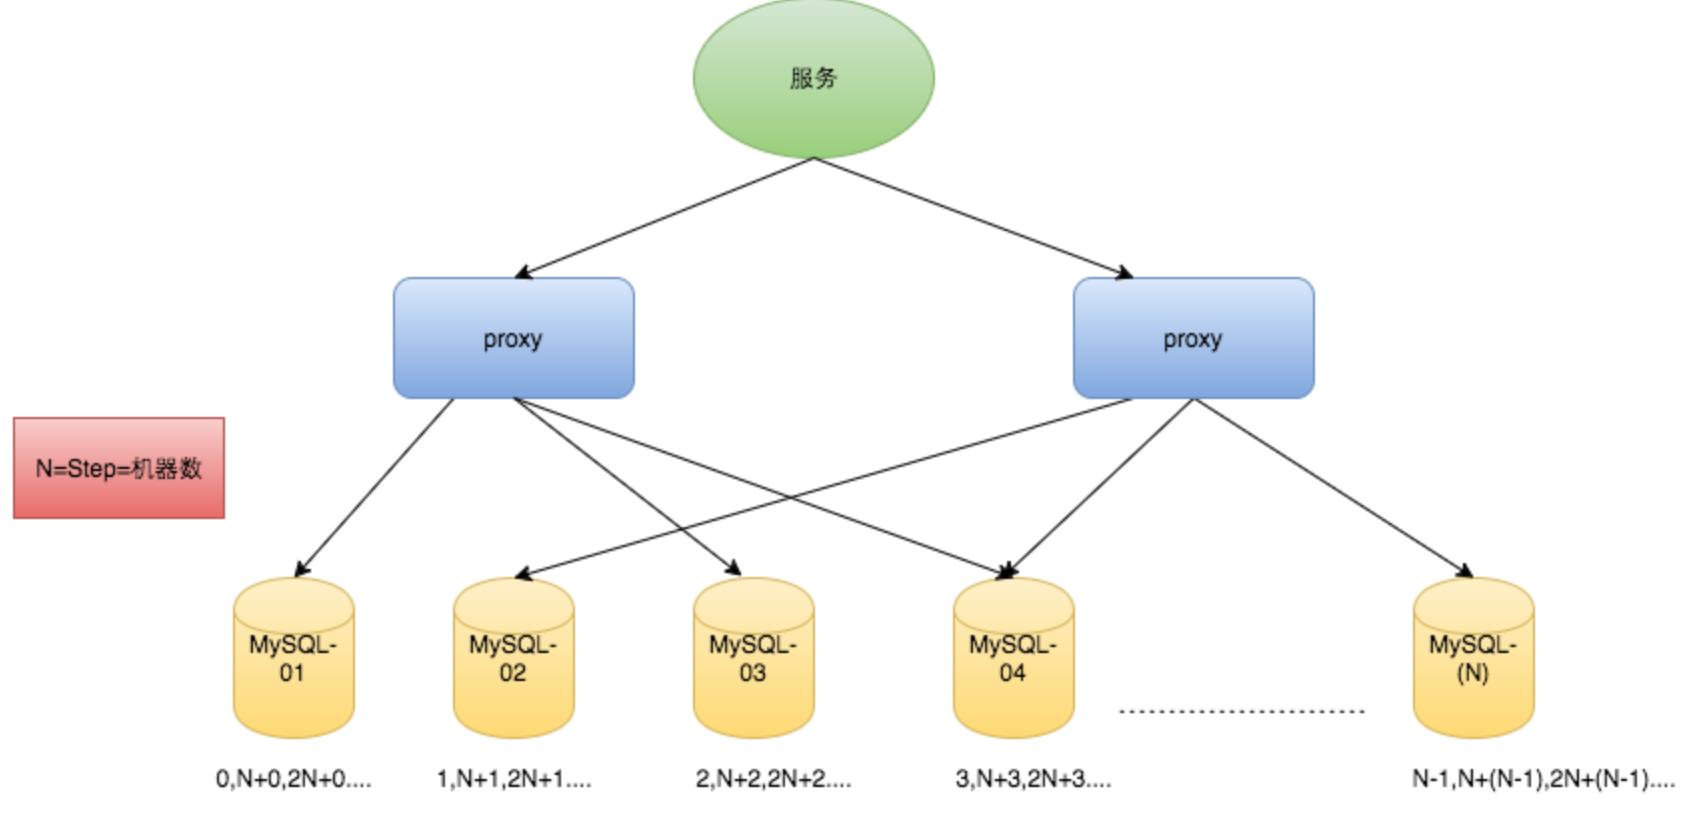 服务
proxy
proxy
N=Step=机器数
MySQL-
01
MySQL-
02
MySQL-
03
MySQL-
04
MySQL-
(N)
0,N+0,2N+0....
1,N+1,2N+1....
2,N+2,2N+2....
3,N+3,2N+3....
N-1,N+(N-1),2N+(N-1)....